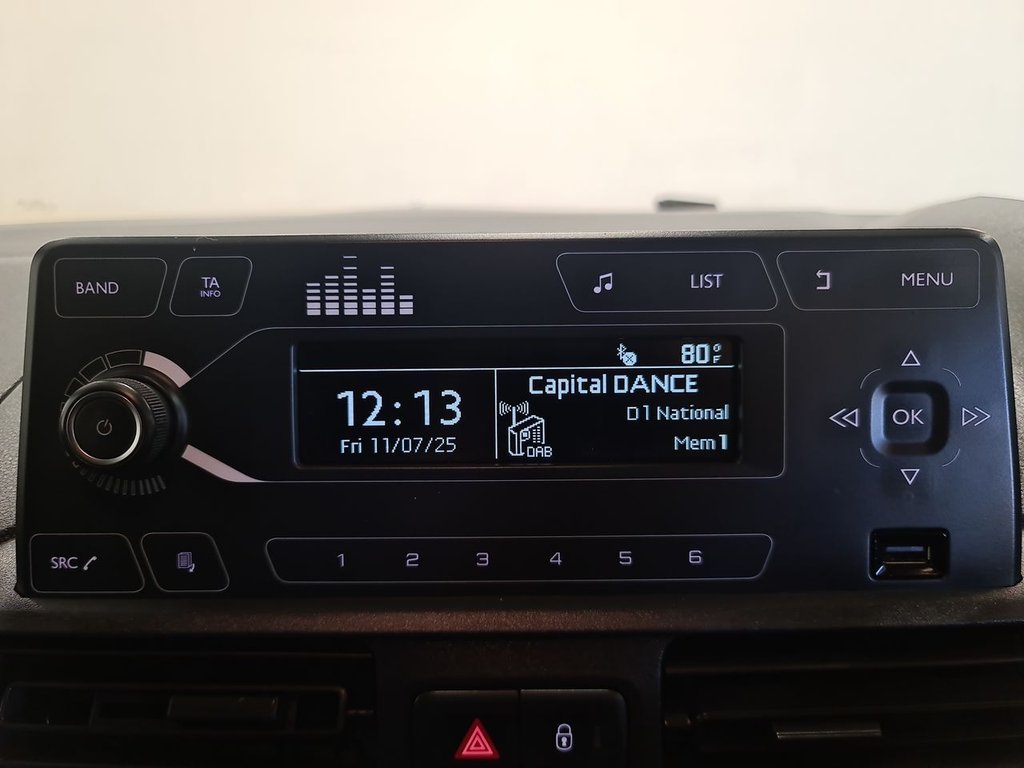 BAND
TA
INFO
LIST
MENU
80°F
12:13
Fri 11/07/25
Capital DANCE
D1 National
Mem 1
DAB
OK
SRC
1 2 3 4 5 6